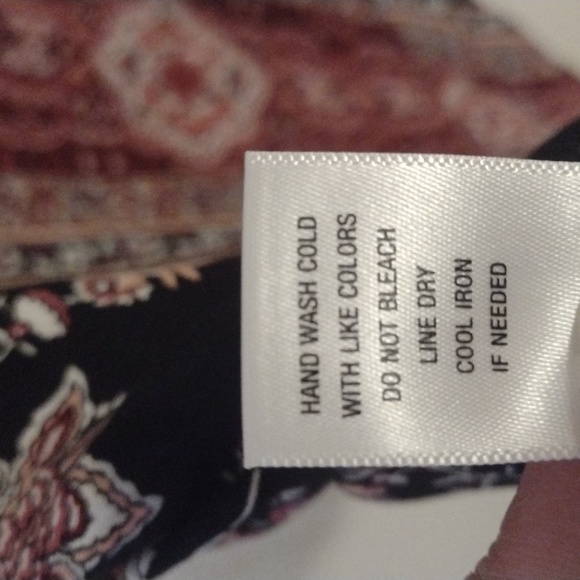 HAND WASH COLD
WITH LIKE COLORS
DO NOT BLEACH
LINE DRY
COOL IRON
IF NEEDED